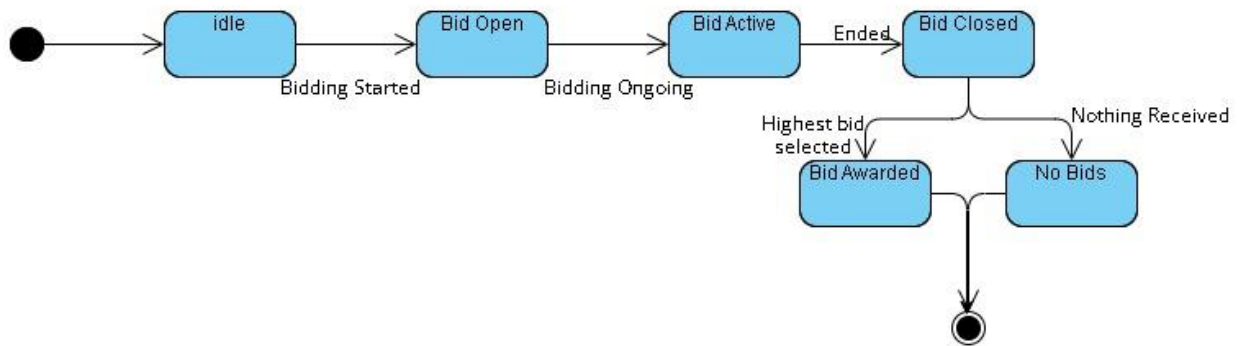 idle
Bid Open
Bid Active
Ended
Bid Closed
Bidding Started
Bidding Ongoing
Highest bid
selected
Nothing Received
Bid Awarded
No Bids